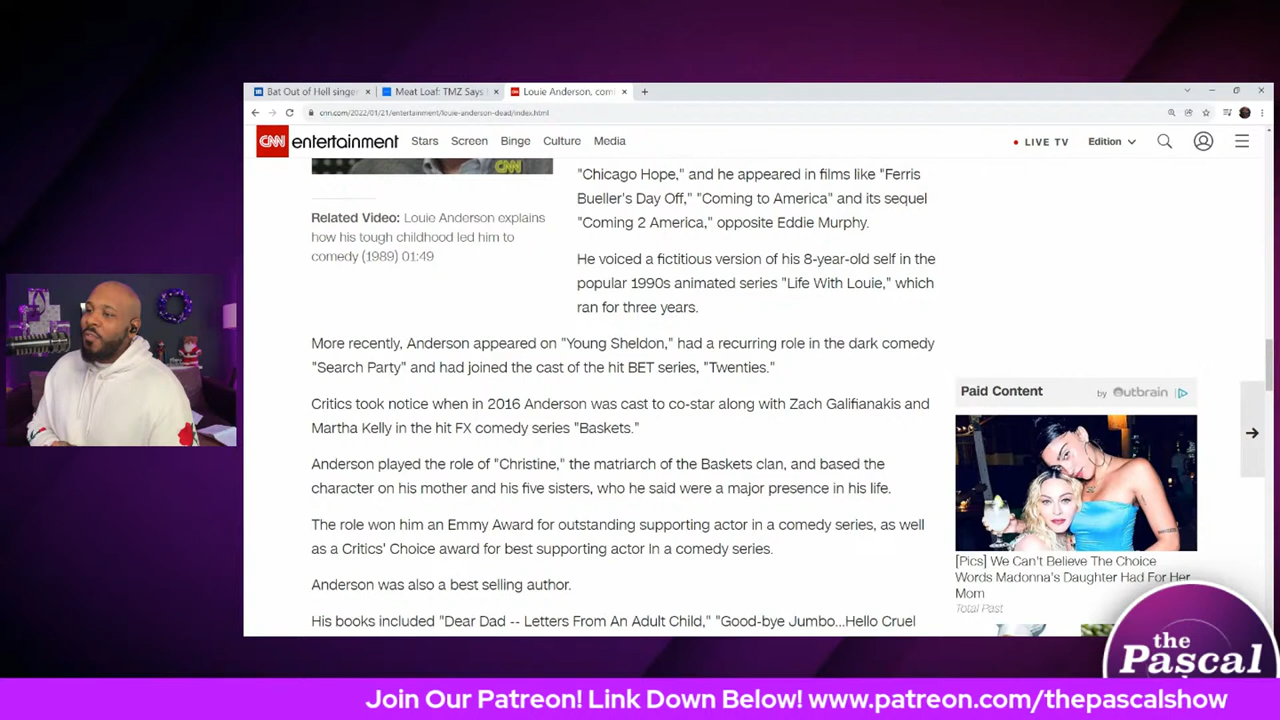 Bat Out of Hell singer
Meat Loaf: TMZ Says
Louie Anderson, comi
cnn.com/2022/01/21/entertainment/louie-anderson-dead/index.html
CNN entertainment Stars Screen Binge Culture Media
LIVE TV Edition
CNN
Related Video: Louie Anderson explains
how his tough childhood led him to
comedy (1989) 01:49
"Chicago Hope," and he appeared in films like "Ferris
Bueller's Day Off," "Coming to America" and its sequel
"Coming 2 America," opposite Eddie Murphy.
He voiced a fictitious version of his 8-year-old self in the
popular 1990s animated series "Life With Louie," which
ran for three years.
More recently, Anderson appeared on "Young Sheldon," had a recurring role in the dark comedy
"Search Party" and had joined the cast of the hit BET series, "Twenties."
Critics took notice when in 2016 Anderson was cast to co-star along with Zach Galifianakis and
Martha Kelly in the hit FX comedy series "Baskets."
Anderson played the role of "Christine," the matriarch of the Baskets clan, and based the
character on his mother and his five sisters, who he said were a major presence in his life.
The role won him an Emmy Award for outstanding supporting actor in a comedy series, as well
as a Critics' Choice award for best supporting actor In a comedy series.
Anderson was also a best selling author.
His books included "Dear Dad -- Letters From An Adult Child," "Good-bye Jumbo...Hello Cruel
Paid Content by Outbrain
[Pics] We Can't Believe The Choice
Words Madonna's Daughter Had For Her
Mom
Total Past
the
Pascal
Join Our Patreon! Link Down Below! www.patreon.com/thepascalshow